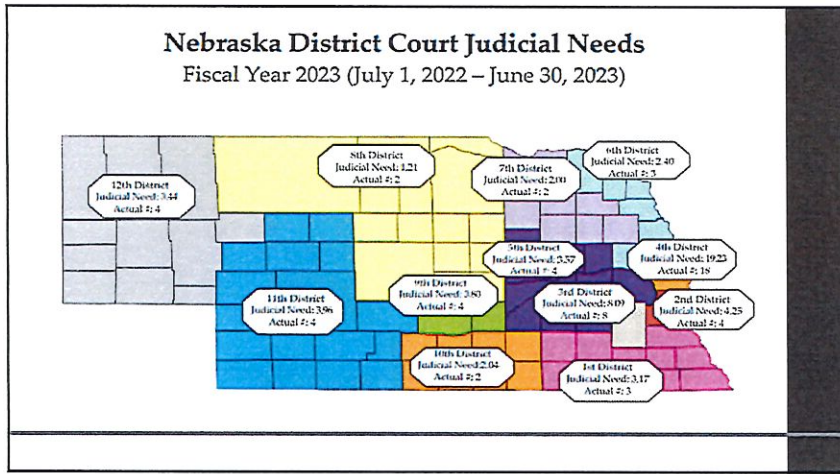 Nebraska District Court Judicial Needs
Fiscal Year 2023 (July 1, 2022 – June 30, 2023)
12th District
Judicial Need: 3.44
Actual #: 4
8th District
Judicial Need: 1.21
Actual #: 2
7th District
Judicial Need: 2.00
Actual #: 2
6th District
Judicial Need: 2.40
Actual #: 3
5th District
Judicial Need: 3.57
Actual #: 4
4th District
Judicial Need: 19.23
Actual #: 18
11th District
Judicial Need: 3.96
Actual #: 4
9th District
Judicial Need: 3.83
Actual #: 4
3rd District
Judicial Need: 8.09
Actual #: 8
2nd District
Judicial Need: 4.25
Actual #: 4
10th District
Judicial Need: 2.04
Actual #: 2
1st District
Judicial Need: 3.17
Actual #: 3